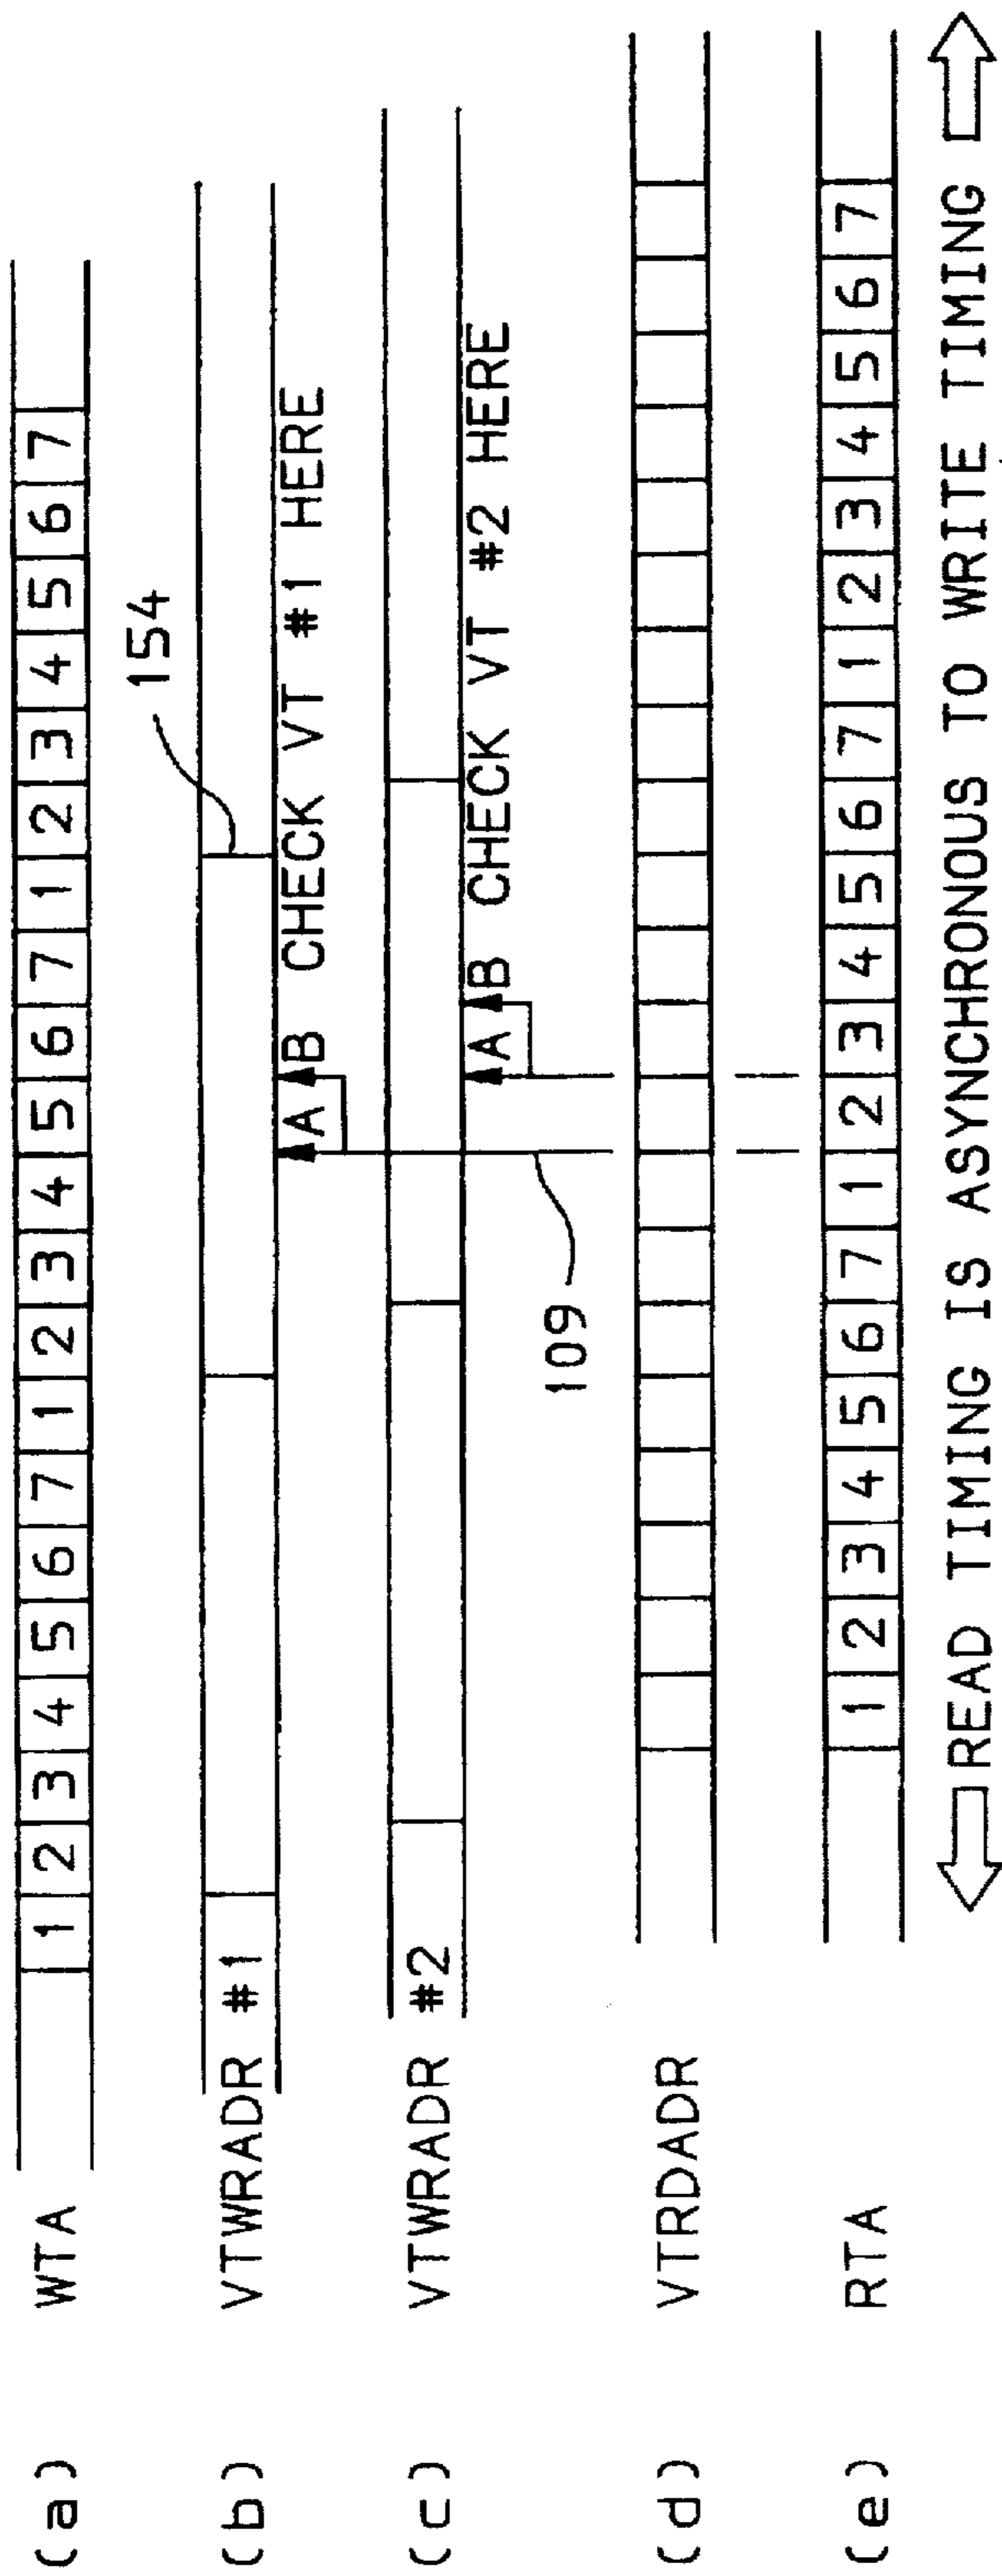 (a) WTA 1 2 3 4 5 6 7 1 2 3 4 5 6 7 1 2 3 4 5 6 7
154
(b) VTWRADR #1
A B CHECK VT #1 HERE
(c) VTWRADR #2
A B CHECK VT #2 HERE
109
(d) VTRDADR
(e) RTA 1 2 3 4 5 6 7 1 2 3 4 5 6 7 1 2 3 4 5 6 7
READ TIMING IS ASYNCHRONOUS TO WRITE TIMING